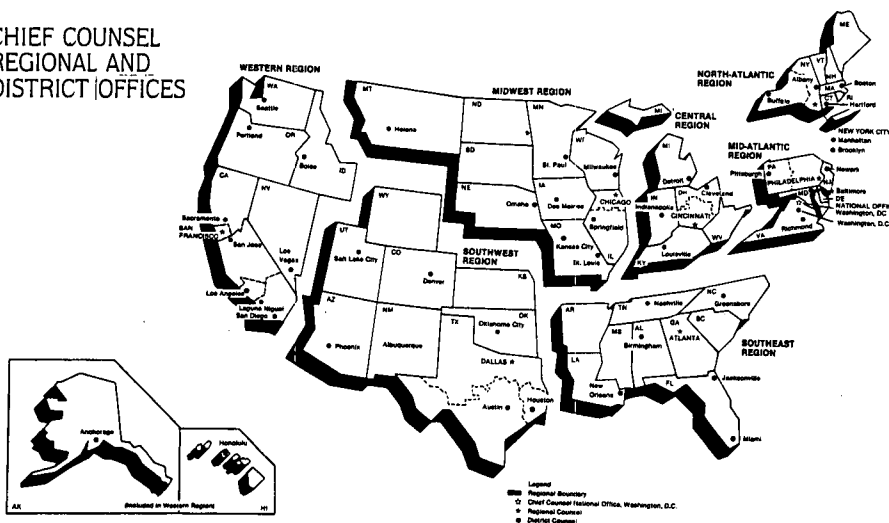 CHIEF COUNSEL
REGIONAL AND
DISTRICT OFFICES
WESTERN REGION
WA
Seattle
Portland
OR
Boise
ID
CA
NV
Sacramento
SAN
FRANCISCO
San Jose
Las
Vegas
Los Angeles
Laguna Niguel
San Diego
MIDWEST REGION
MT
Helena
ND
MN
SD
St. Paul
WI
Milwaukee
NE
Omaha
IA
Des Moines
CHICAGO
MO
Kansas City
Springfield
St. Louis
IL
SOUTHWEST
REGION
WY
UT
Salt Lake City
CO
Denver
KS
AZ
Phoenix
NM
Albuquerque
TX
OK
Oklahoma City
DALLAS
Austin
Houston
CENTRAL
REGION
MI
MI
Detroit
IN
Indianapolis
OH
Cleveland
CINCINNATI
Louisville
KY
WV
NORTH-ATLANTIC
REGION
ME
NY
VT
NH
Albany
MA
Boston
CT
RI
Hartford
Buffalo
NEW YORK CITY
Manhattan
Brooklyn
MID-ATLANTIC
REGION
PA
Pittsburgh
PHILADELPHIA
NJ
Newark
Baltimore
MD
DE
NATIONAL OFFICE
Washington, DC
Washington, D.C.
VA
Richmond
SOUTHEAST
REGION
AR
TN
Nashville
NC
Greensboro
LA
MS
AL
Birmingham
GA
ATLANTA
SC
New
Orleans
FL
Jacksonville
Miami
Anchorage
AK
(Included in Western Region)
Honolulu
HI
Legend
Regional Boundary
Chief Counsel National Office, Washington, D.C.
Regional Counsel
District Counsel